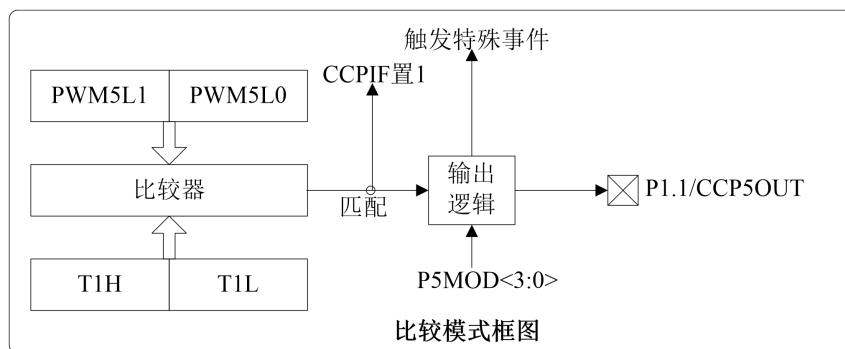 触发特殊事件
CCPIF置1
PWM5L1 PWM5L0
比较器
匹配
输出
逻辑
P1.1/CCP5OUT
T1H T1L
P5MOD<3:0>
比较模式框图